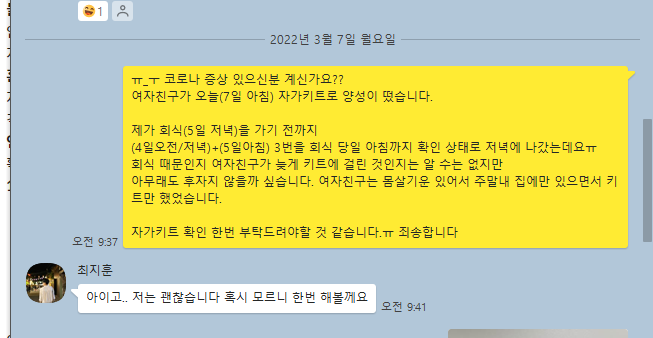 1
2022년 3월 7일 월요일
ㅠ_ㅜ 코로나 증상 있으신분 계신가요??
여자친구가 오늘(7일 아침) 자가키트로 양성이 떴습니다.
제가 회식(5일 저녁)을 가기 전까지
(4일오전/저녁)+(5일아침) 3번을 회식 당일 아침까지 확인 상태로 저녁에 나갔는데요ㅠ
회식 때문인지 여자친구가 늦게 키트에 걸린 것인지는 알 수는 없지만
아무래도 후자지 않을까 싶습니다. 여자친구는 몸살기운 있어서 주말내 집에만 있으면서 키
트만 했었습니다.
자가키트 확인 한번 부탁드려야할 것 같습니다.ㅠ 죄송합니다
오전 9:37
최지훈
아이고.. 저는 괜찮습니다 혹시 모르니 한번 해볼께요
오전 9:41